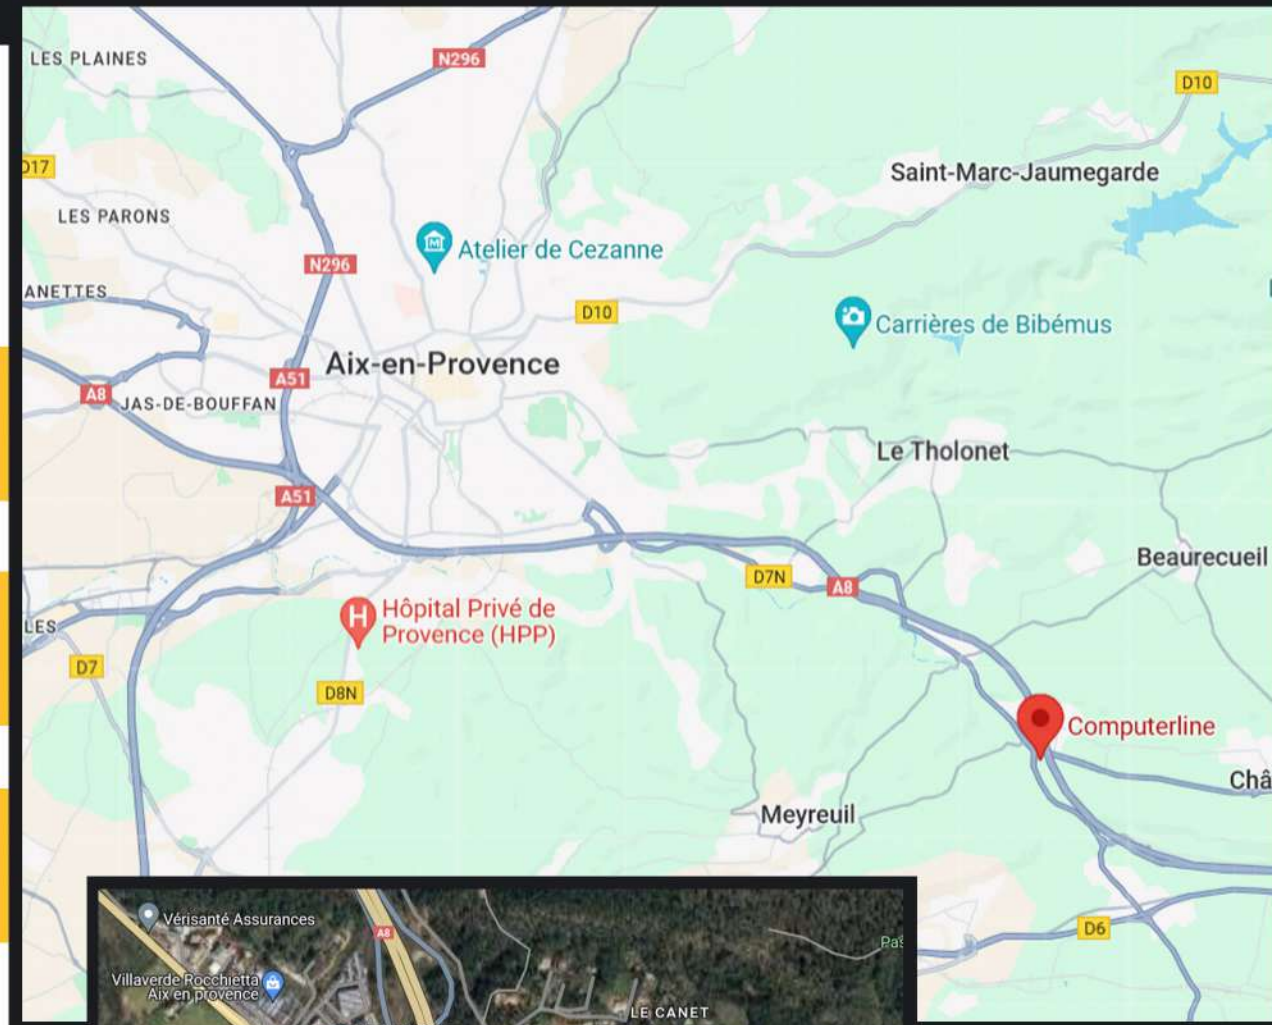 LES PLAINES
N296
D10
D17
Saint-Marc-Jaumegarde
LES PARONS
Atelier de Cezanne
N296
ANETTES
D10
Carrières de Bibémus
Aix-en-Provence
A51
A8
JAS-DE-BOUFFAN
Le Tholonet
A51
Beaurecueil
D7N
A8
Hôpital Privé de
Provence (HPP)
LES
D7
D8N
Computerline
Châ
Meyreuil
Vérisanté Assurances
A8
D6
Pas
Villaverde Rocchietta
Aix en provence
LE CANET